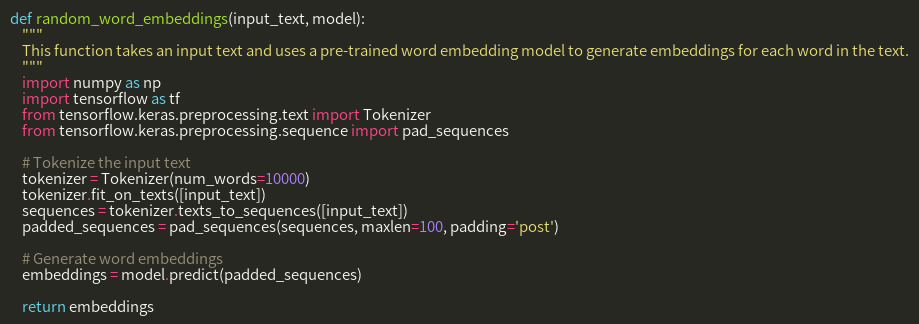 def random_word_embeddings(input_text, model):
    """
    This function takes an input text and uses a pre-trained word embedding model to generate embeddings for each word in the text.
    """
    import numpy as np
    import tensorflow as tf
    from tensorflow.keras.preprocessing.text import Tokenizer
    from tensorflow.keras.preprocessing.sequence import pad_sequences

    # Tokenize the input text
    tokenizer = Tokenizer(num_words=10000)
    tokenizer.fit_on_texts([input_text])
    sequences = tokenizer.texts_to_sequences([input_text])
    padded_sequences = pad_sequences(sequences, maxlen=100, padding='post')

    # Generate word embeddings
    embeddings = model.predict(padded_sequences)

    return embeddings